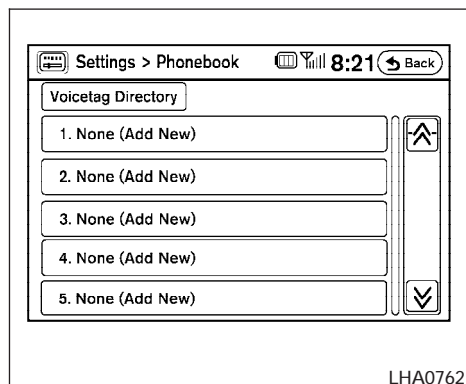 Settings > Phonebook 8:21 Back
Voicetag Directory
1. None (Add New)
2. None (Add New)
3. None (Add New)
4. None (Add New)
5. None (Add New)
LHA0762